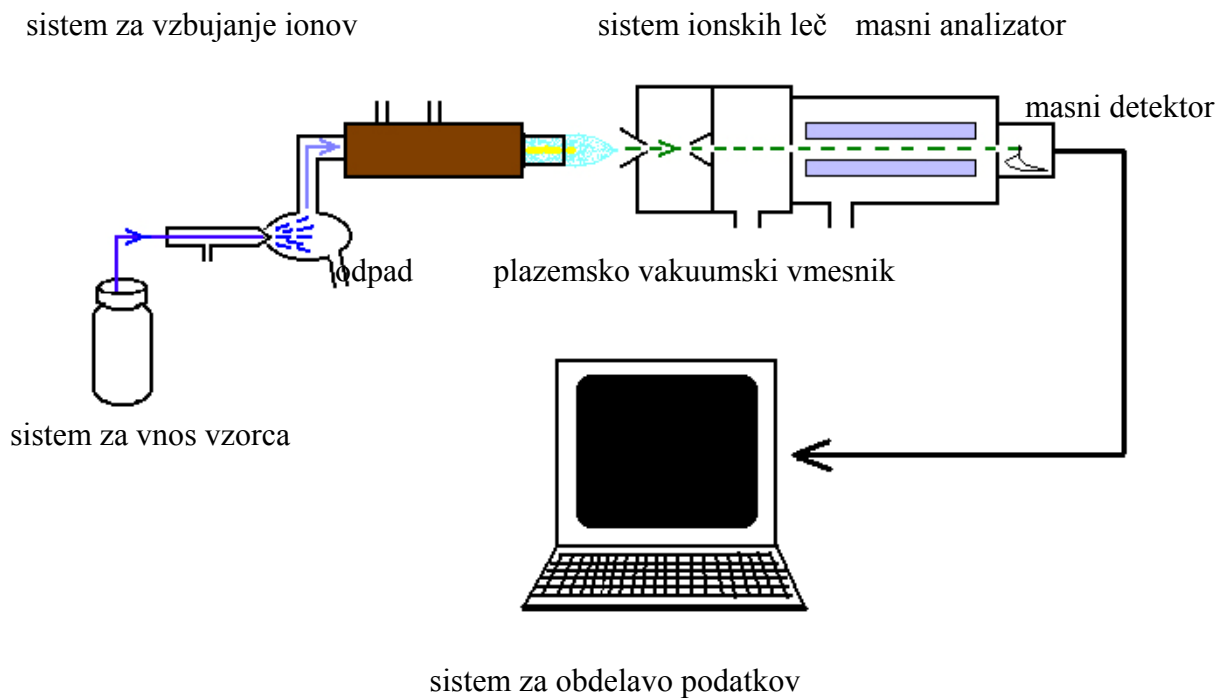 sistem za vzbujanje ionov
sistem ionskih leč
masni analizator
masni detektor
odpad
plazemsko vakuumski vmesnik
sistem za vnos vzorca
sistem za obdelavo podatkov